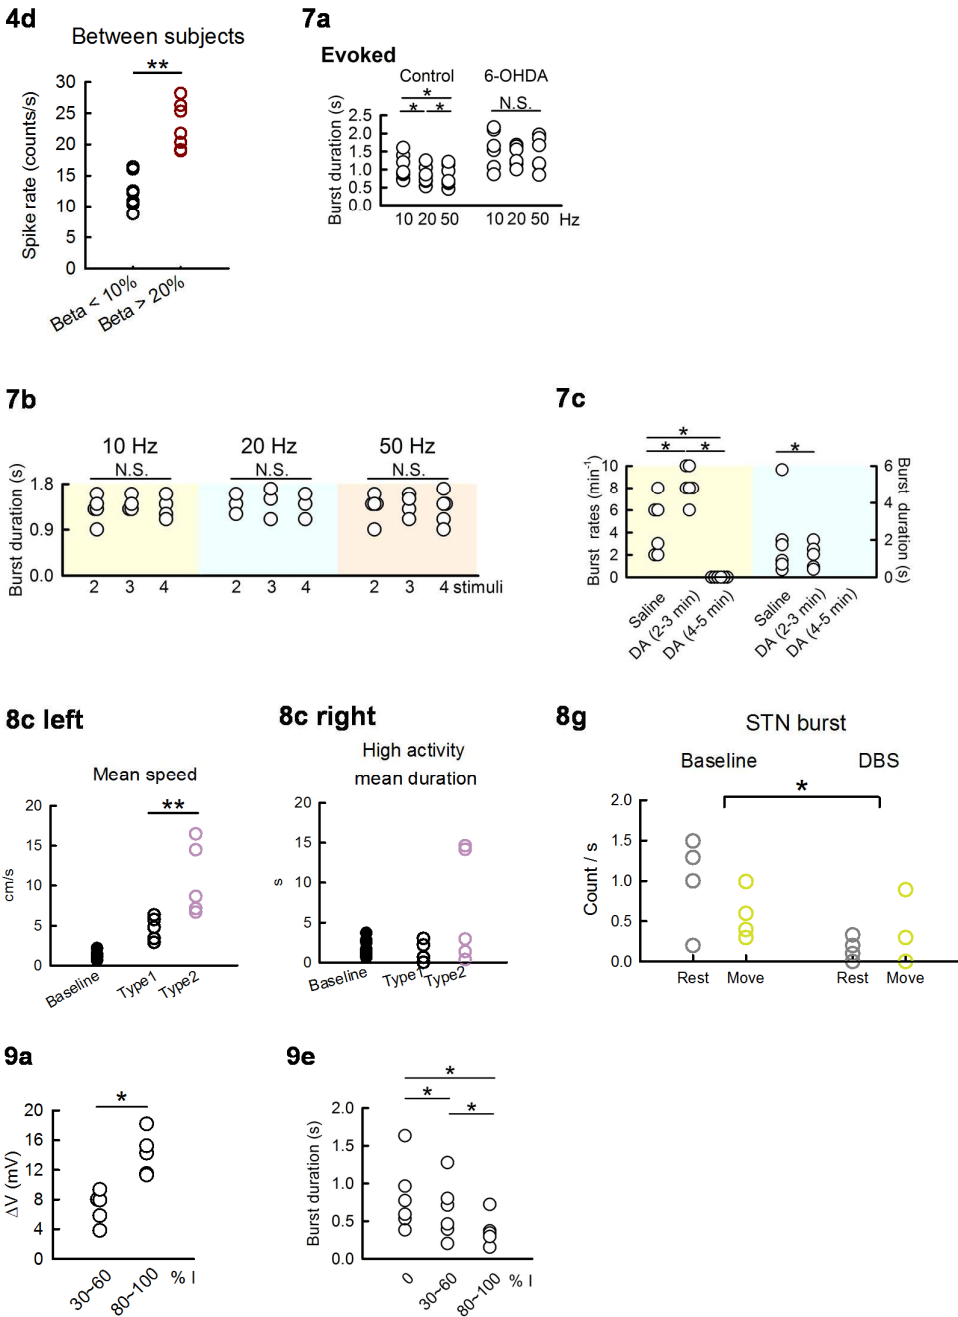 4d
Between subjects
**
Spike rate (counts/s)
30
25
20
15
10
5
0
Beta < 10%
Beta > 20%
7a
Evoked
Control
6-OHDA
*
* *
N.S.
Burst duration (s)
2.5
2.0
1.5
1.0
0.5
0.0
10 20 50
10 20 50
Hz
7b
10 Hz
20 Hz
50 Hz
N.S.
N.S.
N.S.
Burst duration (s)
1.8
0.9
0.0
2 3 4
2 3 4
2 3 4 stimuli
7c
*
* *
*
Burst rates (min⁻¹)
10
8
6
4
2
0
6
4
2
0
Burst duration (s)
Saline
DA (2-3 min)
DA (4-5 min)
Saline
DA (2-3 min)
DA (4-5 min)
8c left
Mean speed
**
cm/s
20
15
10
5
0
Baseline
Type1
Type2
8c right
High activity
mean duration
s
20
15
10
5
0
Baseline
Type1
Type2
8g
STN burst
Baseline
DBS
*
Count / s
2.0
1.5
1.0
0.5
0.0
Rest Move
Rest Move
9a
*
ΔV (mV)
20
16
12
8
4
0
30~60
80~100
% I
9e
*
*
*
Burst duration (s)
2.0
1.5
1.0
0.5
0.0
0
30~60
80~100
% I